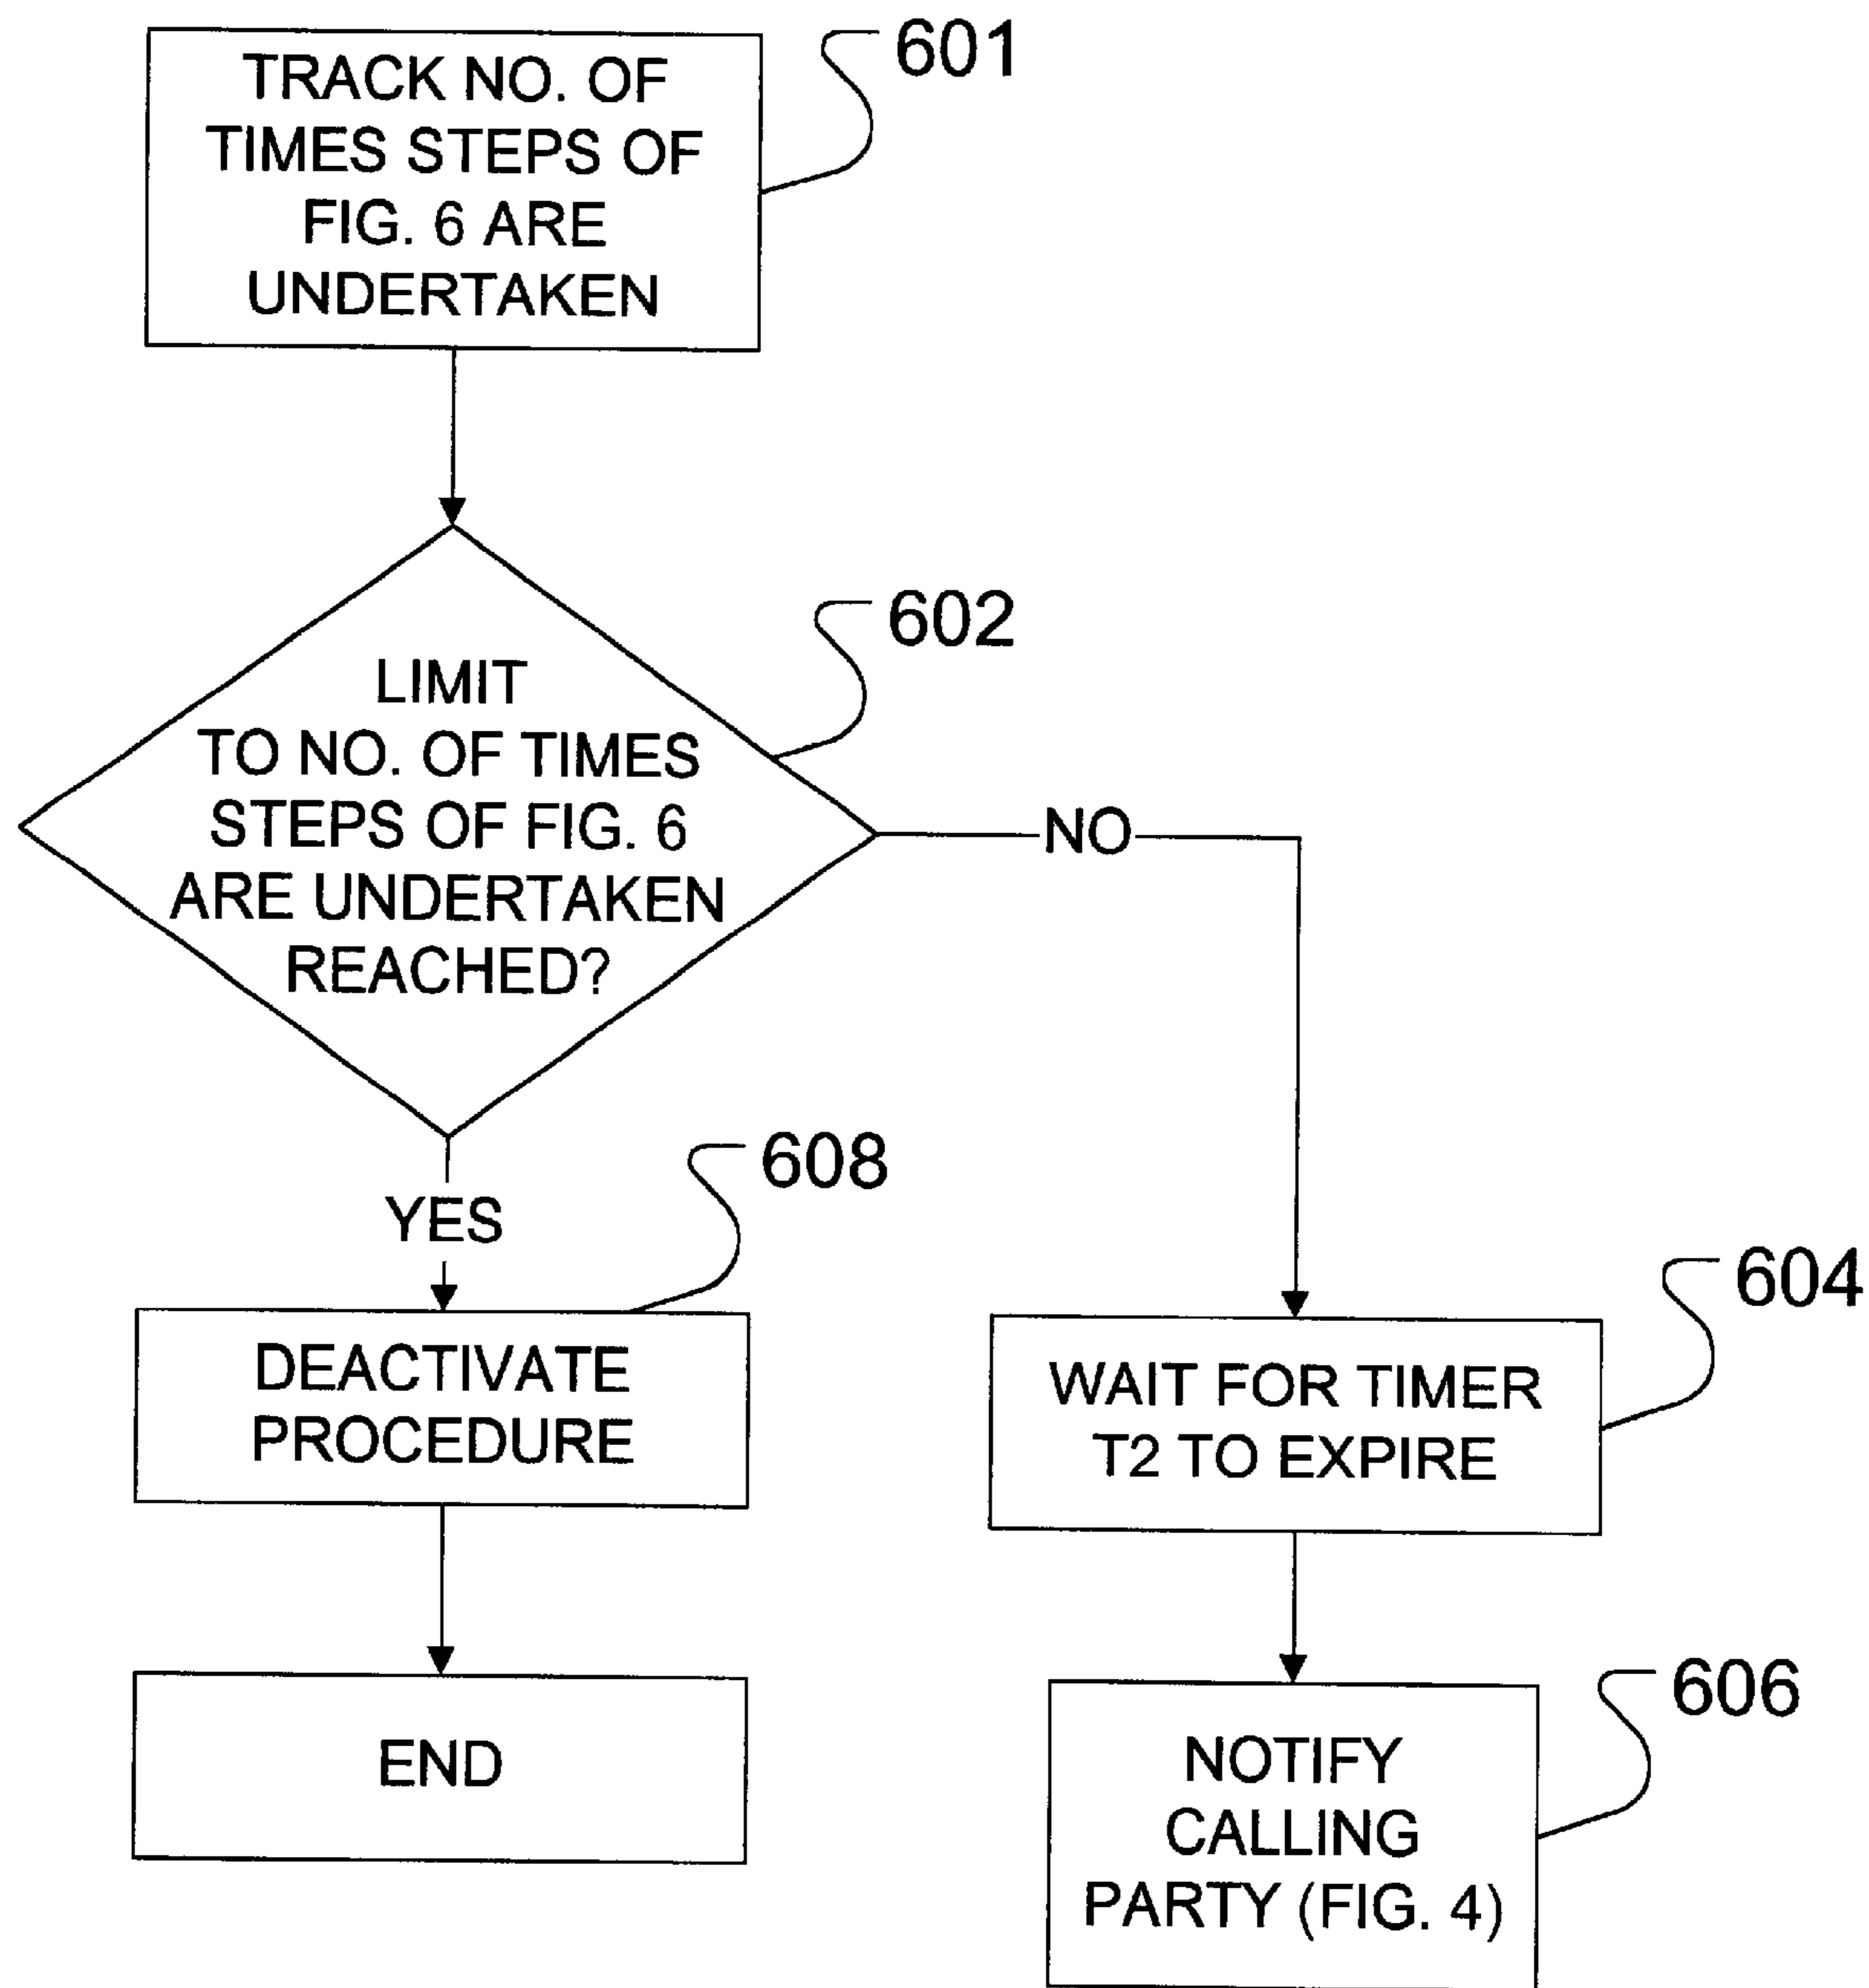 TRACK NO. OF
TIMES STEPS OF
FIG. 6 ARE
UNDERTAKEN
601
LIMIT
TO NO. OF TIMES
STEPS OF FIG. 6
ARE UNDERTAKEN
REACHED?
602
NO
YES
608
DEACTIVATE
PROCEDURE
604
WAIT FOR TIMER
T2 TO EXPIRE
END
606
NOTIFY
CALLING
PARTY (FIG. 4)